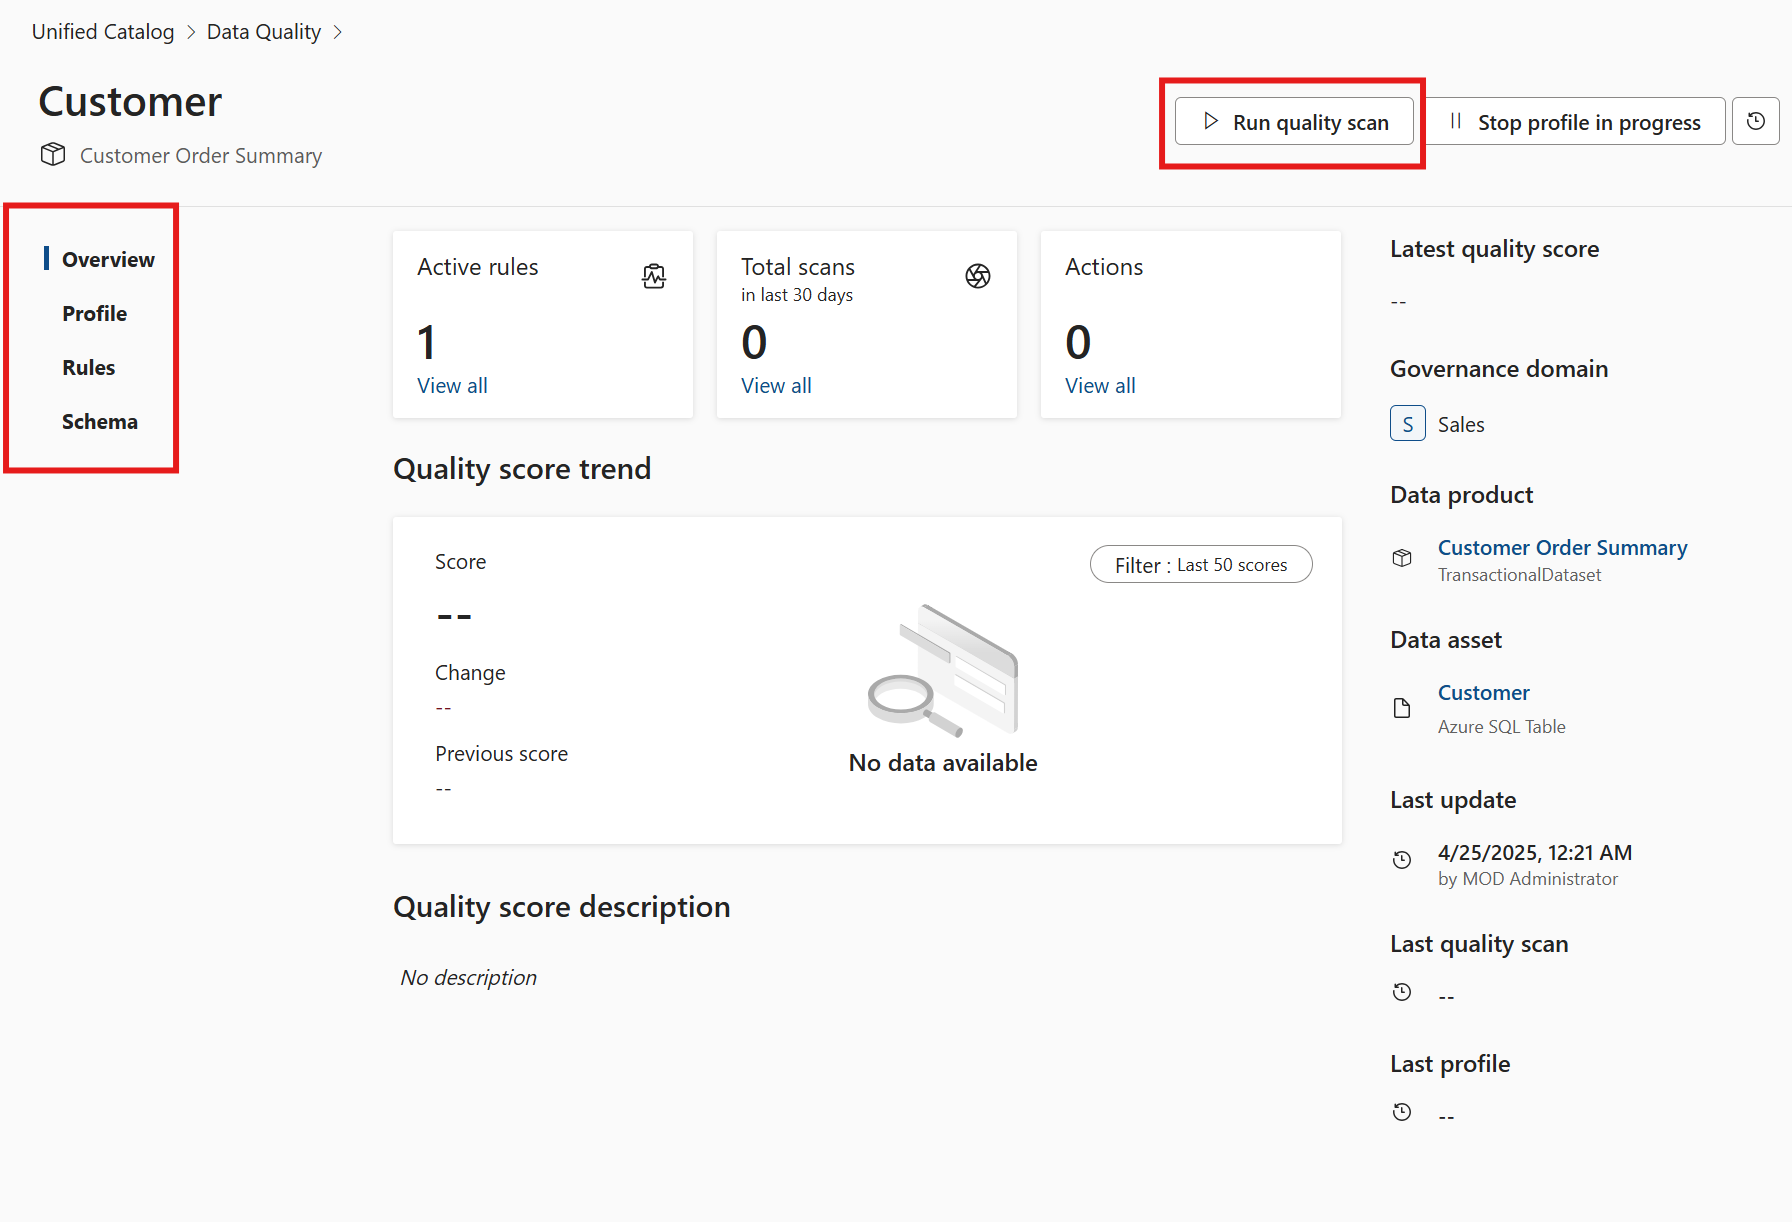 Unified Catalog > Data Quality >
Customer
Customer Order Summary
Run quality scan
Stop profile in progress
Overview
Profile
Rules
Schema
Active rules
1
View all
Total scans
in last 30 days
0
View all
Actions
0
View all
Quality score trend
Score
--
Change
--
Previous score
--
Filter : Last 50 scores
No data available
Quality score description
No description
Latest quality score
--
Governance domain
S Sales
Data product
Customer Order Summary
TransactionalDataset
Data asset
Customer
Azure SQL Table
Last update
4/25/2025, 12:21 AM
by MOD Administrator
Last quality scan
--
Last profile
--